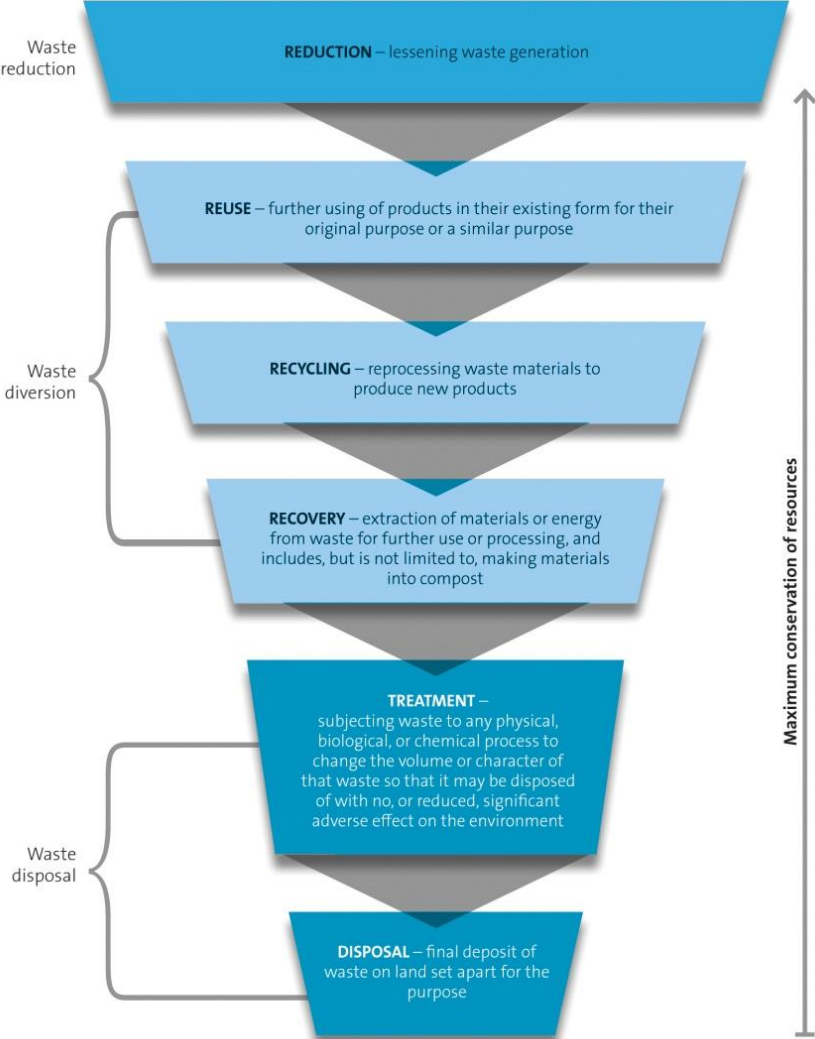 Waste
reduction
REDUCTION – lessening waste generation
REUSE – further using of products in their existing form for their
original purpose or a similar purpose
Waste
diversion
RECYCLING – reprocessing waste materials to
produce new products
RECOVERY – extraction of materials or energy
from waste for further use or processing, and
includes, but is not limited to, making materials
into compost
TREATMENT –
subjecting waste to any physical,
biological, or chemical process to
change the volume or character of
that waste so that it may be disposed
of with no, or reduced, significant
adverse effect on the environment
Waste
disposal
DISPOSAL – final deposit of
waste on land set apart for the
purpose
Maximum conservation of resources